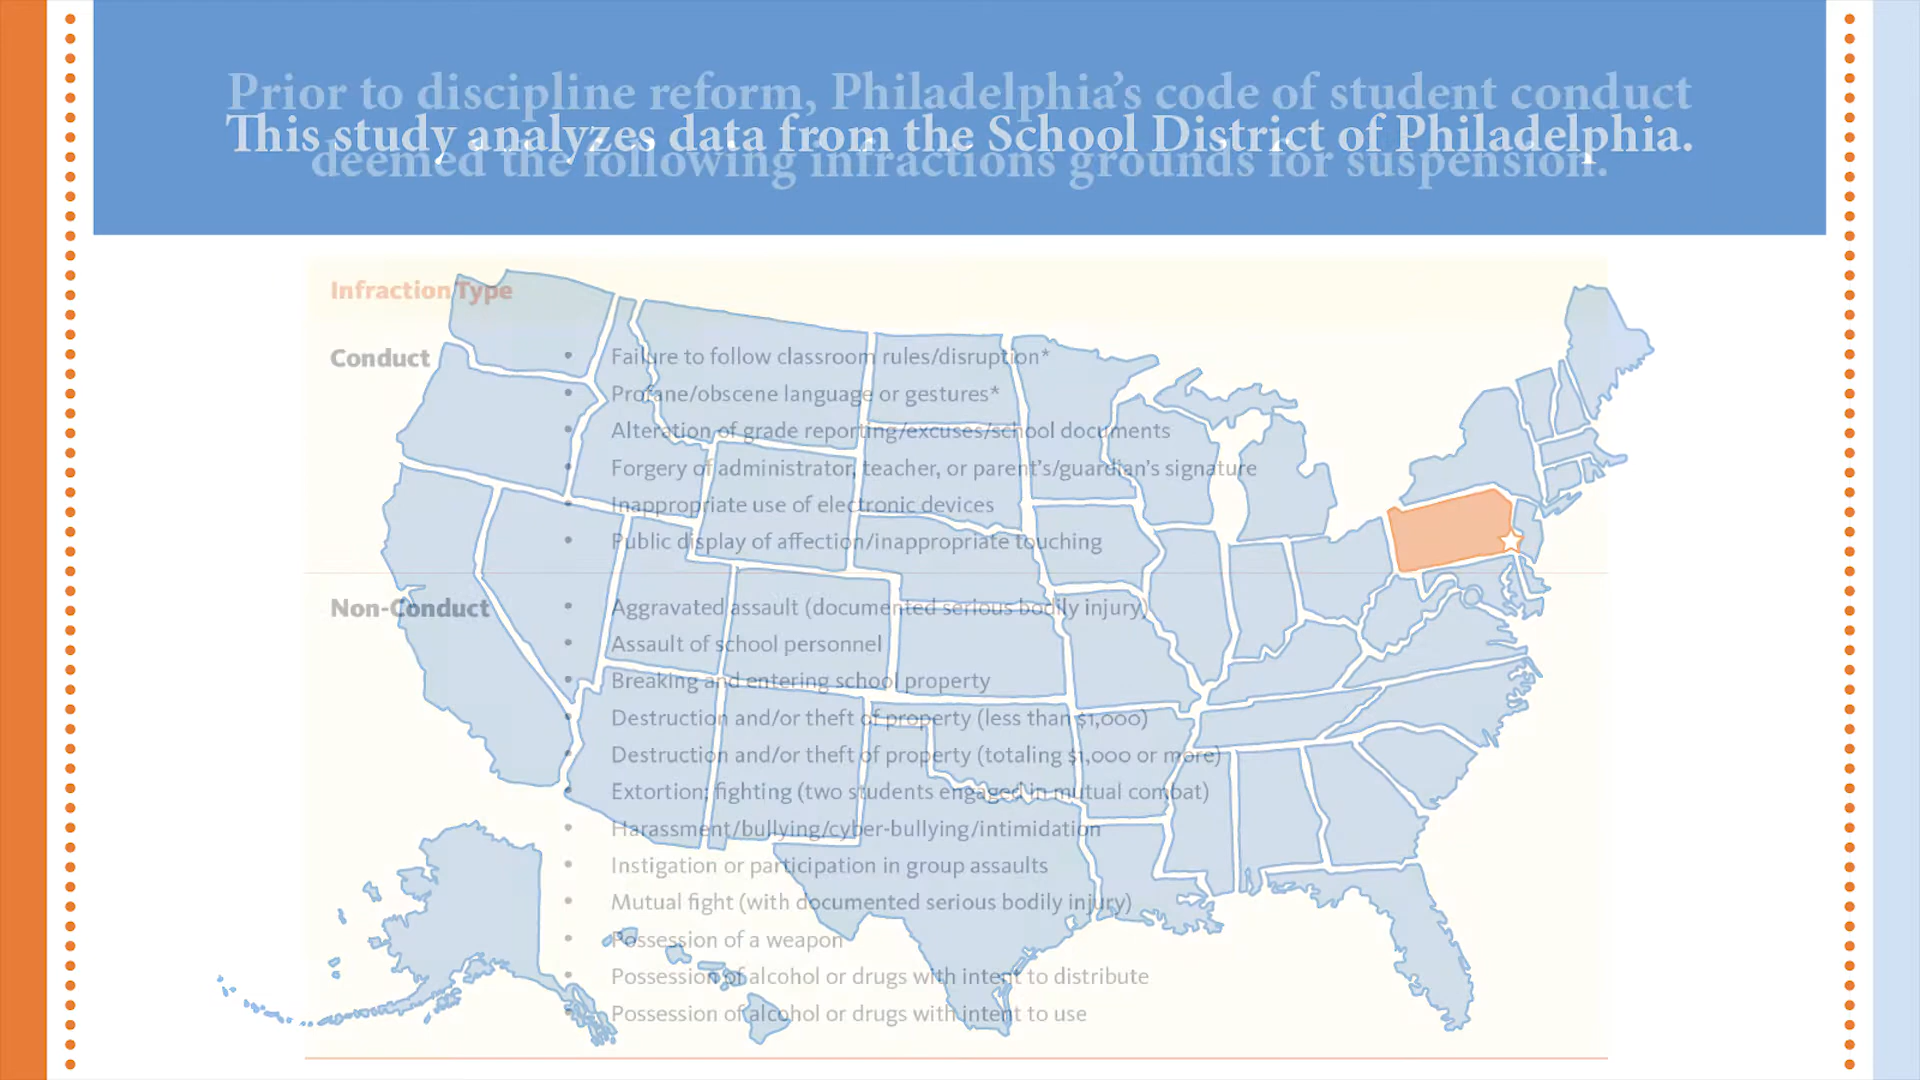 Prior to discipline reform, Philadelphia’s code of student conduct
This study analyzes data from the School District of Philadelphia.
deemed the following infractions grounds for suspension.
Infraction Type
Conduct
• Failure to follow classroom rules/disruption*
• Profane/obscene language or gestures*
• Alteration of grade reporting/excuses/school documents
• Forgery of administrator, teacher, or parent’s/guardian’s signature
• Inappropriate use of electronic devices
• Public display of affection/inappropriate touching
Non-Conduct
• Aggravated assault (documented serious bodily injury)
• Assault of school personnel
• Breaking and entering school property
• Destruction and/or theft of property (less than $1,000)
• Destruction and/or theft of property (totaling $1,000 or more)
• Extortion; fighting (two students engaged in mutual combat)
• Harassment/bullying/cyber-bullying/intimidation
• Instigation or participation in group assaults
• Mutual fight (with documented serious bodily injury)
• Possession of a weapon
• Possession of alcohol or drugs with intent to distribute
• Possession of alcohol or drugs with intent to use